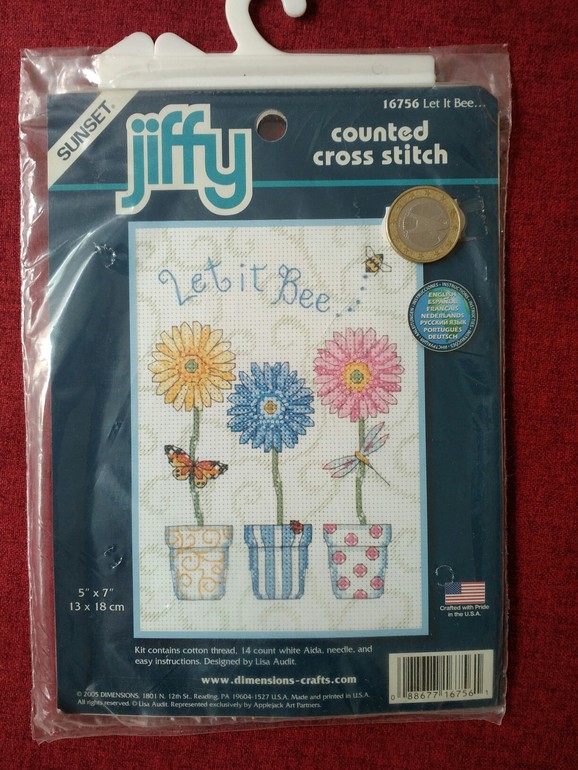 SUNSET®
jiffy
16756 Let It Bee...
counted
cross stitch
Let it Bee...
ENGLISH
ESPAÑOL
FRANÇAIS
NEDERLANDS
РУССКИЙ ЯЗЫК
PORTUGUES
DEUTSCH
5" x 7"
13 x 18 cm
Crafted with Pride
in the U.S.A.
Kit contains cotton thread, 14 count white Aida, needle, and
easy instructions. Designed by Lisa Audit.
www.dimensions-crafts.com
© 2005 DIMENSIONS, 1801 N. 12th St., Reading, PA 19604-1527 U.S.A. Made and printed in U.S.A.
All rights reserved. © Lisa Audit. Represented exclusively by Applejack Art Partners.
0 88677 16756 1